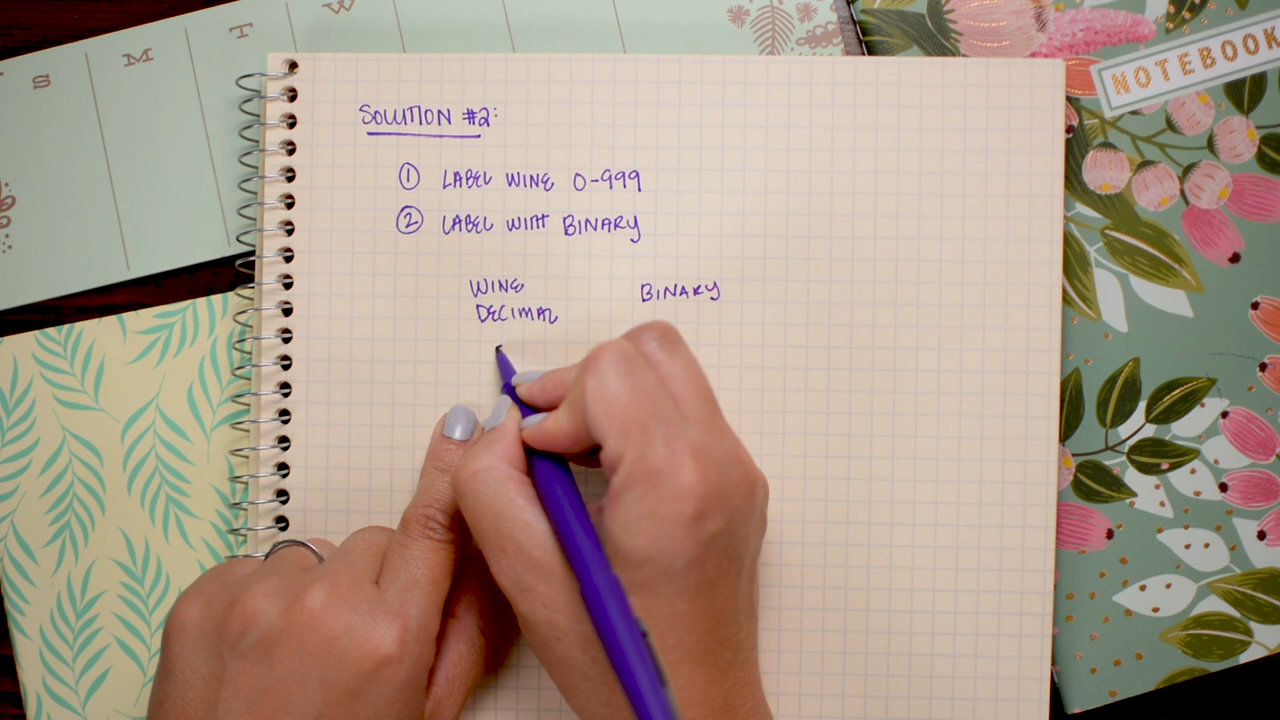 S M T W
NOTEBOOK
SOLUTION #2:
① LABEL WINE 0-999
② LABEL WITH BINARY
WINE BINARY
DECIMAL